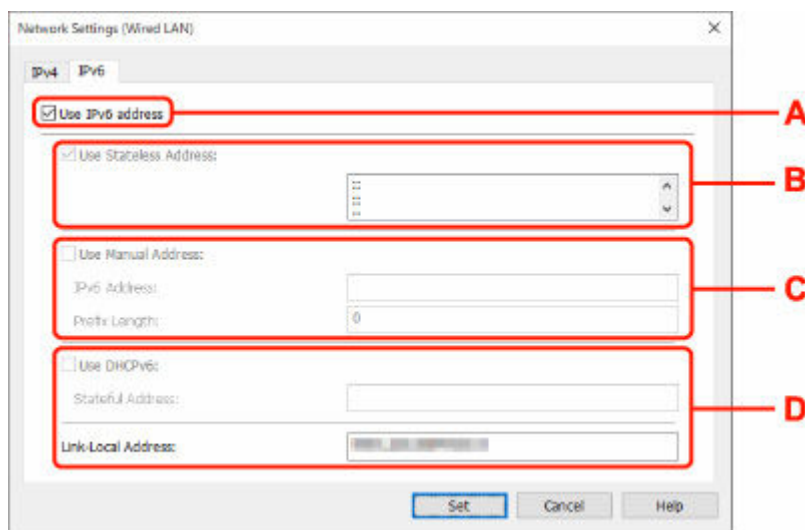 Network Settings (Wired LAN)
IPv4 IPv6
Use IPv6 address
A
Use Stateless Address:
::
::
::
B
Use Manual Address:
IPv6 Address:
Prefix Length: 0
C
Use DHCPv6:
Stateful Address:
D
Link-Local Address:
Set Cancel Help